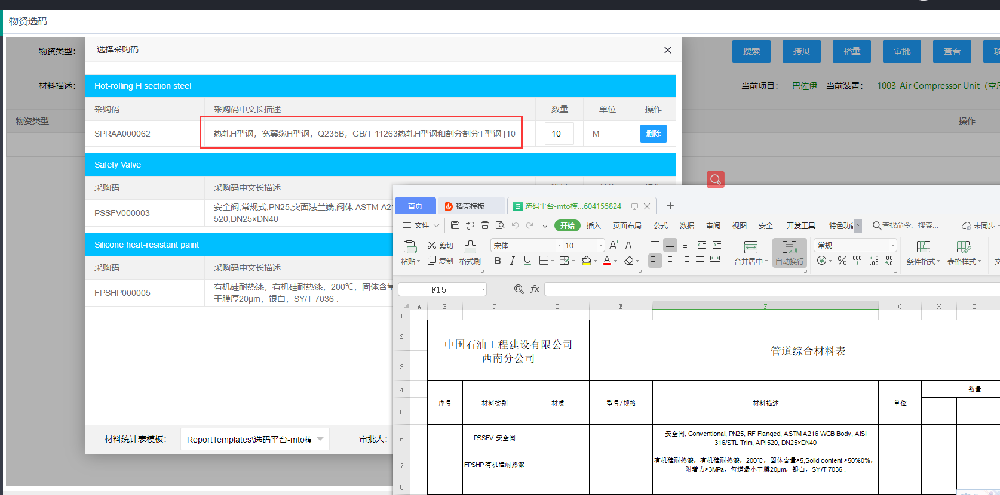 物资选码
物资类型：
选择采购码
搜索
拷贝
裕量
审批
查看
材料描述：
当前项目：
巴佐伊
当前装置：
1003-Air Compressor Unit（空
物资类型
操作
Hot-rolling H section steel
采购码
采购码中文长描述
数量
单位
操作
SPRAA000062
热轧H型钢，宽翼缘H型钢，Q235B，GB/T 11263热轧H型钢和剖分剖分T型钢 [10
10
M
删除
Safety Valve
采购码
采购码中文长描述
PSSFV000003
安全阀,常规式,PN25,突面法兰端,阀体 ASTM A21
520,DN25×DN40
Silicone heat-resistant paint
采购码
采购码中文长描述
FPSHP000005
有机硅耐热漆，有机硅耐热漆，200℃，固体含量
干膜厚20μm，银白，SY/T 7036 .
材料统计表模板：
ReportTemplates\选码平台-mto模
审批人：
首页
稻壳模板
S
选码平台-mto模...604155824
文件
开始
插入
页面布局
公式
数据
审阅
视图
安全
开发工具
特色功能
查找命令、搜索...
未同步
粘贴
剪切
复制
格式刷
宋体
10
A+
A-
B
I
U
A
合并居中
自动换行
常规
%
000
条件格式
表格样式
F15
fx
A
B
C
D
E
F
G
H
I
1
2
3
4
5
6
7
8
中国石油工程建设有限公司
西南分公司
管道综合材料表
序号
材料类别
材质
型号/规格
材料描述
单位
数量
PSSFV 安全阀
安全阀, Conventional, PN25, RF Flanged, ASTM A216 WCB Body, AISI
316/STL Trim, API 520, DN25×DN40
FPSHP 有机硅耐热漆
有机硅耐热漆，有机硅耐热漆，200℃，固体含量≥5,Solid content ≥50%0%，
附着力≥3MPa，每道最小干膜20μm，银白，SY/T 7036 .